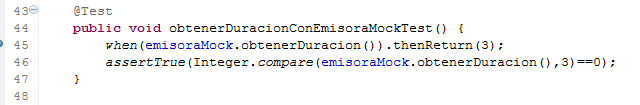 43 @Test
44 public void obtenerDuracionConEmisoraMockTest() {
45 when(emisoraMock.obtenerDuracion()).thenReturn(3);
46 assertTrue(Integer.compare(emisoraMock.obtenerDuracion(),3)==0);
47 }
48